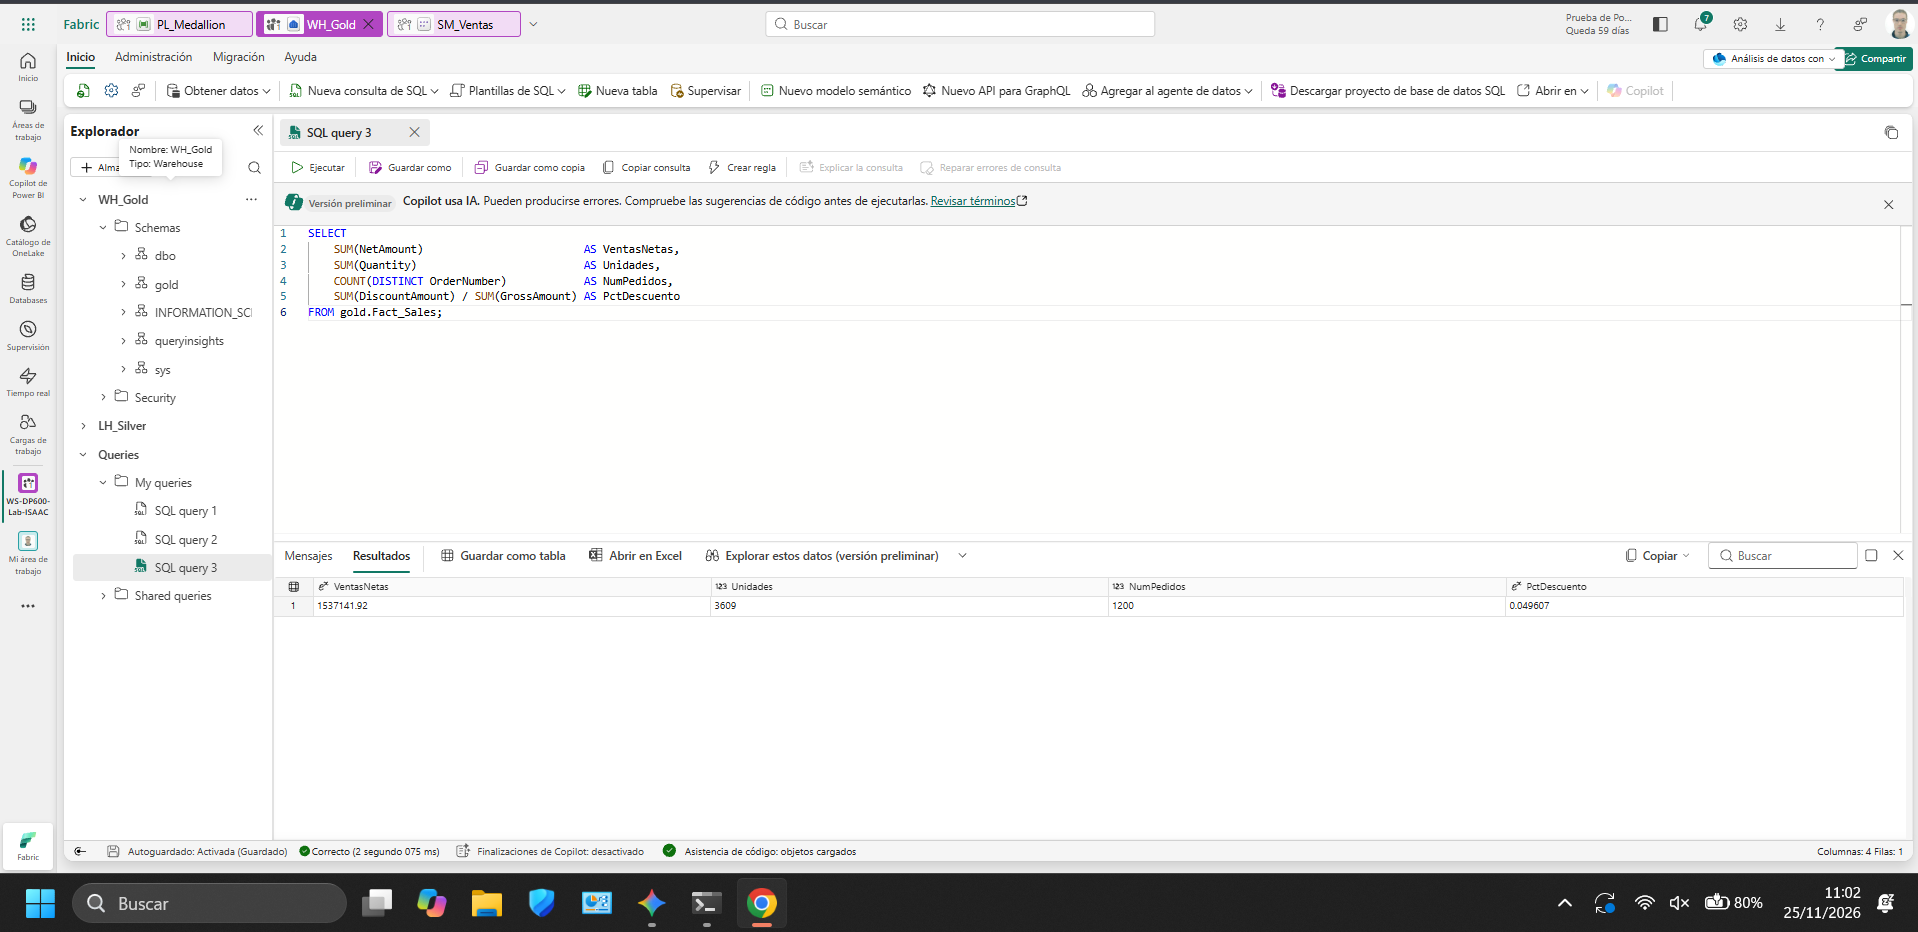 Fabric
PL_Medallion
WH_Gold
SM_Ventas
Buscar
Prueba de Po...
Queda 59 días
7
Inicio
Administración
Migración
Ayuda
Análisis de datos con
Compartir
Obtener datos
Nueva consulta de SQL
Plantillas de SQL
Nueva tabla
Supervisar
Nuevo modelo semántico
Nuevo API para GraphQL
Agregar al agente de datos
Descargar proyecto de base de datos SQL
Abrir en
Copilot
Inicio
Áreas de trabajo
Copilot de Power BI
Catálogo de OneLake
Databases
Supervisión
Tiempo real
Cargas de trabajo
WS-DP600-Lab-ISAAC
Mi área de trabajo
Fabric
Explorador
Nombre: WH_Gold
Tipo: Warehouse
Alma
WH_Gold
Schemas
dbo
gold
INFORMATION_SC
queryinsights
sys
Security
LH_Silver
Queries
My queries
SQL query 1
SQL query 2
SQL query 3
Shared queries
SQL query 3
Ejecutar
Guardar como
Guardar como copia
Copiar consulta
Crear regla
Explicar la consulta
Reparar errores de consulta
Versión preliminar
Copilot usa IA. Pueden producirse errores. Compruebe las sugerencias de código antes de ejecutarlas. Revisar términos
1 SELECT
2 SUM(NetAmount) AS VentasNetas,
3 SUM(Quantity) AS Unidades,
4 COUNT(DISTINCT OrderNumber) AS NumPedidos,
5 SUM(DiscountAmount) / SUM(GrossAmount) AS PctDescuento
6 FROM gold.Fact_Sales;
Mensajes
Resultados
Guardar como tabla
Abrir en Excel
Explorar estos datos (versión preliminar)
Copiar
Buscar
VentasNetas
123 Unidades
123 NumPedidos
PctDescuento
1 1537141.92 3609 1200 0.049607
Autoguardado: Activada (Guardado)
Correcto (2 segundo 075 ms)
Finalizaciones de Copilot: desactivado
Asistencia de código: objetos cargados
Columnas: 4 Filas: 1
Buscar
80%
11:02
25/11/2026